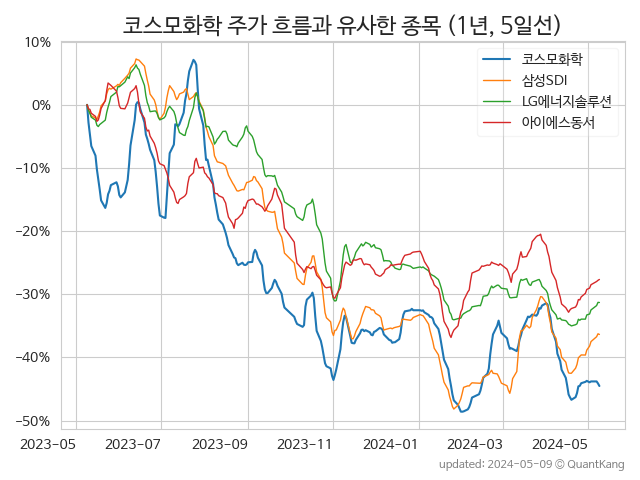 코스모화학 주가 흐름과 유사한 종목 (1년, 5일선)
코스모화학
삼성SDI
LG에너지솔루션
아이에스동서
10%
0%
−10%
−20%
−30%
−40%
−50%
2023-05
2023-07
2023-09
2023-11
2024-01
2024-03
2024-05
updated: 2024-05-09 © QuantKang